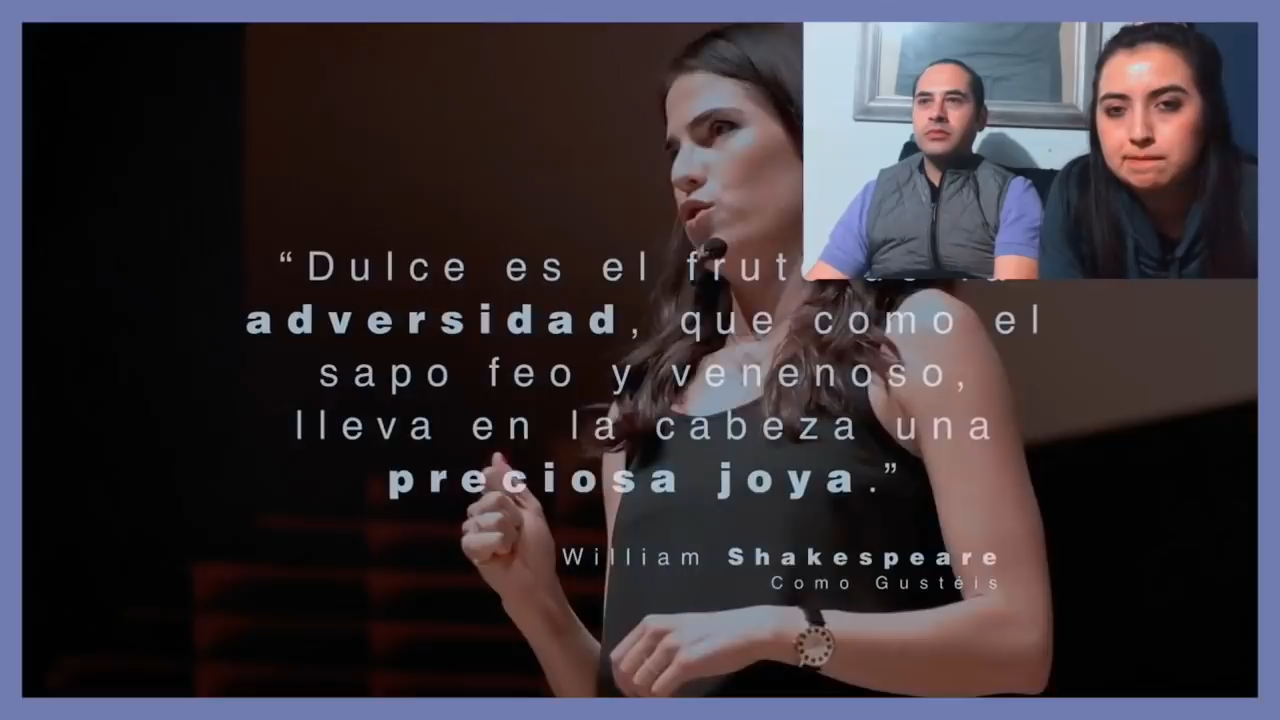 “Dulce es el frut
adversidad, que como el
sapo feo y venenoso,
lleva en la cabeza una
preciosa joya.”
William Shakespeare
Como Gustéis